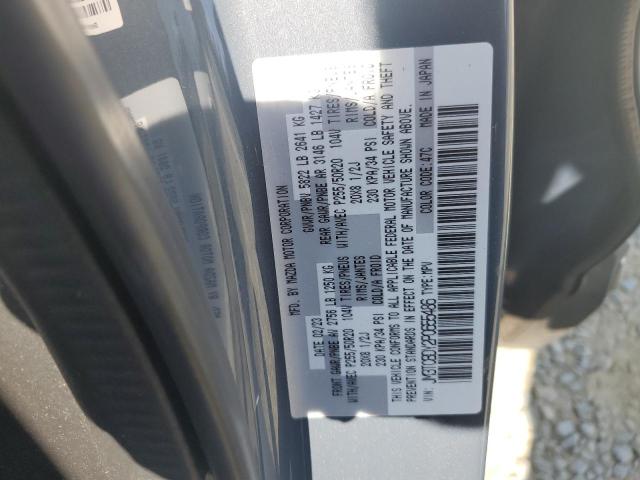 MFD. BY MAZDA MOTOR CORPORATION
DATE: 02/23 GVWR/PNBV 5822 LB 2641 KG
FRONT GAWR/PNBE AV 2756 LB 1250 KG REAR GAWR/PNBE AR 3146 LB 1427 KG
WITH/AVEC P255/50R20 104V TIRES/PNEUS WITH/AVEC P255/50R20 104V TIRES/PNEUS
20X8 1/2J RIMS/JANTES 20X8 1/2J RIMS/JANTES
230 KPA/34 PSI COLD/A FROID 230 KPA/34 PSI COLD/A FROID
THIS VEHICLE CONFORMS TO ALL APPLICABLE FEDERAL MOTOR VEHICLE SAFETY AND THEFT
PREVENTION STANDARDS IN EFFECT ON THE DATE OF MANUFACTURE SHOWN ABOVE.
VIN: TYPE: MPV COLOR CODE: 47C MADE IN JAPAN